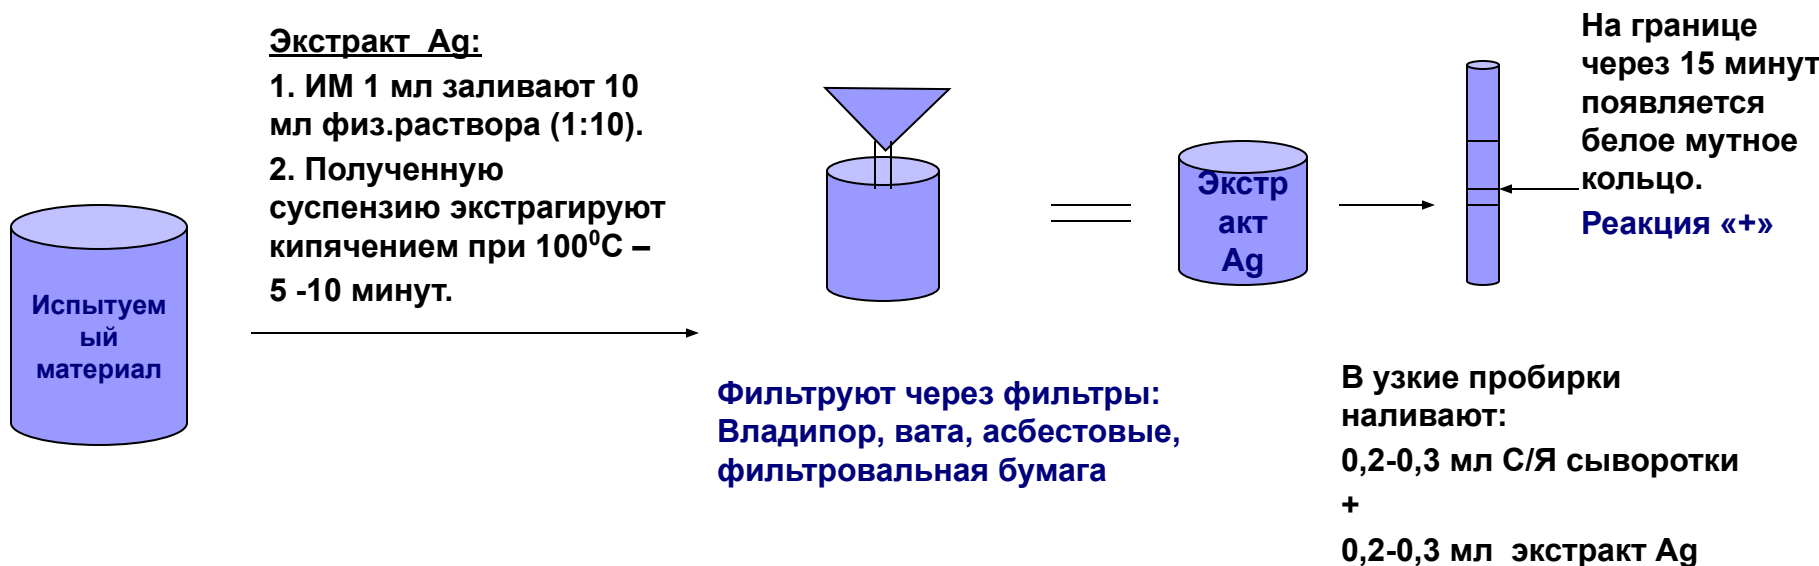 Испытуем
ый
материал
Экстракт Ag:
1. ИМ 1 мл заливают 10
мл физ.раствора (1:10).
2. Полученную
суспензию экстрагируют
кипячением при 100⁰С –
5 -10 минут.
Фильтруют через фильтры:
Владипор, вата, асбестовые,
фильтровальная бумага
Экстр
акт
Ag
На границе
через 15 минут
появляется
белое мутное
кольцо.
Реакция «+»
В узкие пробирки
наливают:
0,2-0,3 мл С/Я сыворотки
+
0,2-0,3 мл экстракт Ag